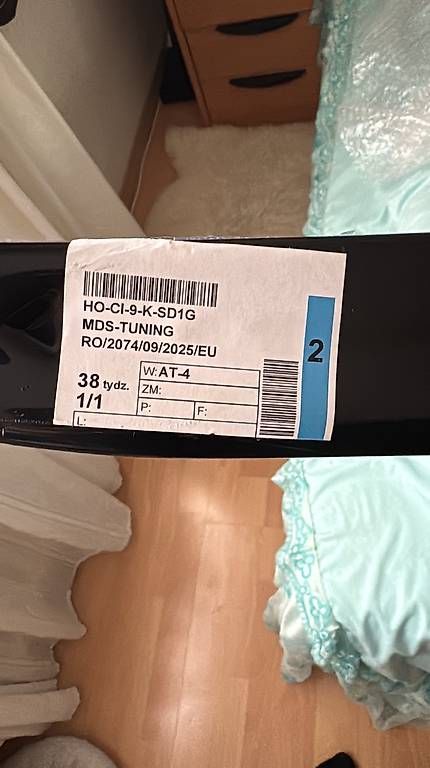 HO-CI-9-K-SD1G
MDS-TUNING
RO/2074/09/2025/EU
2
38 tydz.
1/1
W: AT-4
ZM:
P: F:
L: